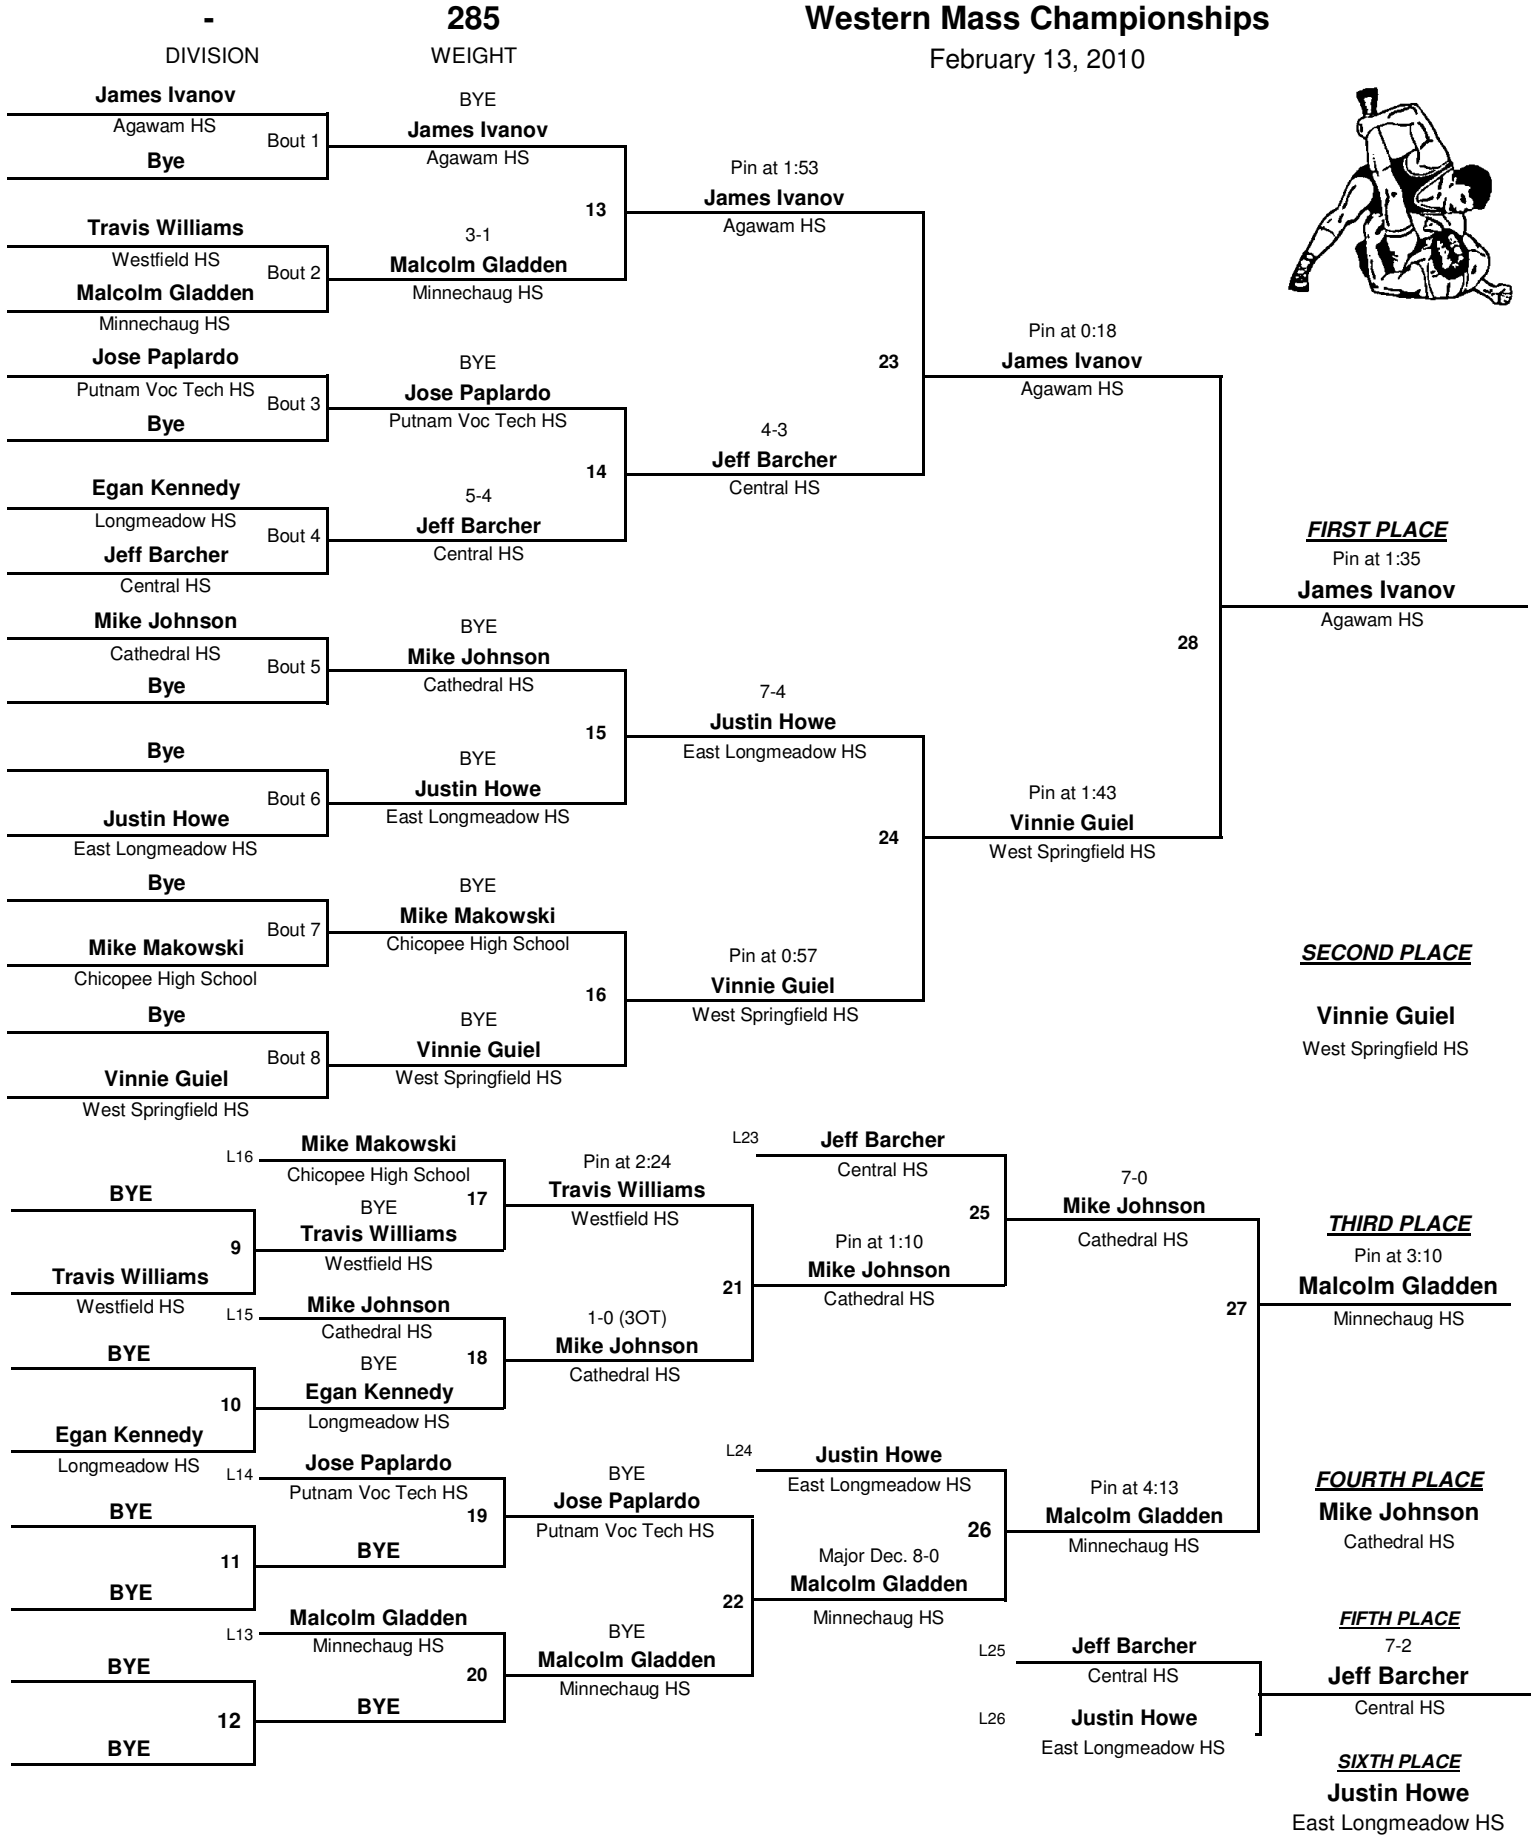 - 285 Western Mass Championships
DIVISION WEIGHT February 13, 2010
James Ivanov
Agawam HS
Bout 1
Bye
Travis Williams
Westfield HS
Bout 2
Malcolm Gladden
Minnechaug HS
Jose Paplardo
Putnam Voc Tech HS
Bout 3
Bye
Egan Kennedy
Longmeadow HS
Bout 4
Jeff Barcher
Central HS
Mike Johnson
Cathedral HS
Bout 5
Bye
Bye
Bout 6
Justin Howe
East Longmeadow HS
Bye
Bout 7
Mike Makowski
Chicopee High School
Bye
Bout 8
Vinnie Guiel
West Springfield HS
BYE
James Ivanov
Agawam HS
13
3-1
Malcolm Gladden
Minnechaug HS
BYE
Jose Paplardo
Putnam Voc Tech HS
14
5-4
Jeff Barcher
Central HS
BYE
Mike Johnson
Cathedral HS
15
BYE
Justin Howe
East Longmeadow HS
BYE
Mike Makowski
Chicopee High School
16
BYE
Vinnie Guiel
West Springfield HS
Pin at 1:53
James Ivanov
Agawam HS
23
4-3
Jeff Barcher
Central HS
7-4
Justin Howe
East Longmeadow HS
24
Pin at 0:57
Vinnie Guiel
West Springfield HS
Pin at 0:18
James Ivanov
Agawam HS
28
Pin at 1:43
Vinnie Guiel
West Springfield HS
FIRST PLACE
Pin at 1:35
James Ivanov
Agawam HS
SECOND PLACE
Vinnie Guiel
West Springfield HS
BYE
9
Travis Williams
Westfield HS
BYE
10
Egan Kennedy
Longmeadow HS
BYE
11
BYE
BYE
12
BYE
L16
Mike Makowski
Chicopee High School
17
BYE
Travis Williams
Westfield HS
L15
Mike Johnson
Cathedral HS
18
BYE
Egan Kennedy
Longmeadow HS
L14
Jose Paplardo
Putnam Voc Tech HS
19
BYE
L13
Malcolm Gladden
Minnechaug HS
20
BYE
Pin at 2:24
Travis Williams
Westfield HS
21
1-0 (3OT)
Mike Johnson
Cathedral HS
BYE
Jose Paplardo
Putnam Voc Tech HS
22
BYE
Malcolm Gladden
Minnechaug HS
L23
Jeff Barcher
Central HS
25
Pin at 1:10
Mike Johnson
Cathedral HS
L24
Justin Howe
East Longmeadow HS
26
Major Dec. 8-0
Malcolm Gladden
Minnechaug HS
7-0
Mike Johnson
Cathedral HS
27
Pin at 4:13
Malcolm Gladden
Minnechaug HS
L25
Jeff Barcher
Central HS
L26
Justin Howe
East Longmeadow HS
THIRD PLACE
Pin at 3:10
Malcolm Gladden
Minnechaug HS
FOURTH PLACE
Mike Johnson
Cathedral HS
FIFTH PLACE
7-2
Jeff Barcher
Central HS
SIXTH PLACE
Justin Howe
East Longmeadow HS